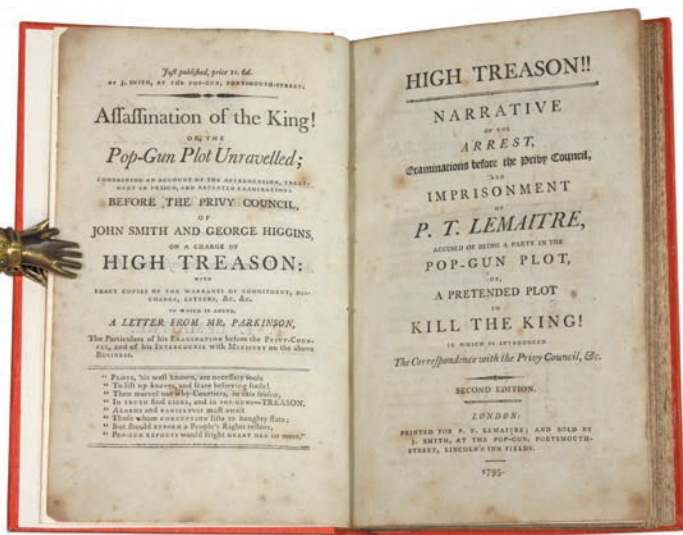 Just published, price 1s. 6d.
BY J. SMITH, AT THE POP-GUN, PORTSMOUTH-STREET;
Aſſaſſination of the King!
OR, THE
Pop-Gun Plot Unravelled;
CONTAINING AN ACCOUNT OF THE APPREHENSION, TREAT-
MENT IN PRISON, AND REPEATED EXAMINATIONS
BEFORE THE PRIVY COUNCIL,
OF
JOHN SMITH AND GEORGE HIGGINS,
ON A CHARGE OF
HIGH TREASON:
WITH
EXACT COPIES OF THE WARRANTS OF COMMITMENT, DIS-
CHARGE, LETTERS, &c. &c.
TO WHICH IS ADDED,
A LETTER FROM MR. PARKINSON,
The Particulars of his EXAMINATION before the PRIVY-COUN-
CIL, and of his INTERCOURSE with MINISTRY on the above
BUSINESS.
" PLOTS, 'tis well known, are neceſſary tools
" To lift up knaves, and ſcare believing fools!
" Then marvel not why Courtiers, in this ſeaſon,
" In TRUTH find LIES, and in POP-GUNS—TREASON.
" ALARMS and PANICS EVER muſt await
" Thoſe whom CORRUPTION lifts to haughty ſtate;
" But ſhould REFORM a People's Rights reſtore,
" POP-GUN REPORTS would fright GREAT MEN no more."
HIGH TREASON!!
NARRATIVE
OF THE
ARREST,
Examinations before the Privy Council,
AND
IMPRISONMENT
OF
P. T. LEMAITRE,
ACCUSED OF BEING A PARTY IN THE
POP-GUN PLOT,
OR,
A PRETENDED PLOT
TO
KILL THE KING!
IN WHICH IS INTRODUCED
The Correſpondence with the Privy Council, &c.
SECOND EDITION.
LONDON:
PRINTED FOR P. T. LEMAITRE; AND SOLD BY
J. SMITH, AT THE POP-GUN, PORTSMOUTH-
STREET, LINCOLN'S INN FIELDS.
1795.